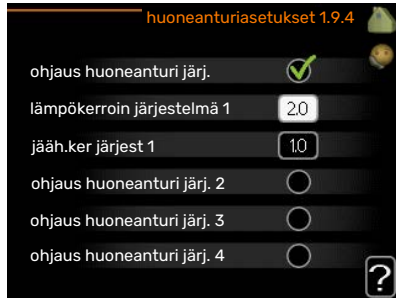 huoneanturiasetukset 1.9.4
ohjaus huoneanturi järj.
lämpökerroin järjestelmä 1 2.0
jääh.ker järjest 1 1.0
ohjaus huoneanturi järj. 2
ohjaus huoneanturi järj. 3
ohjaus huoneanturi järj. 4
?